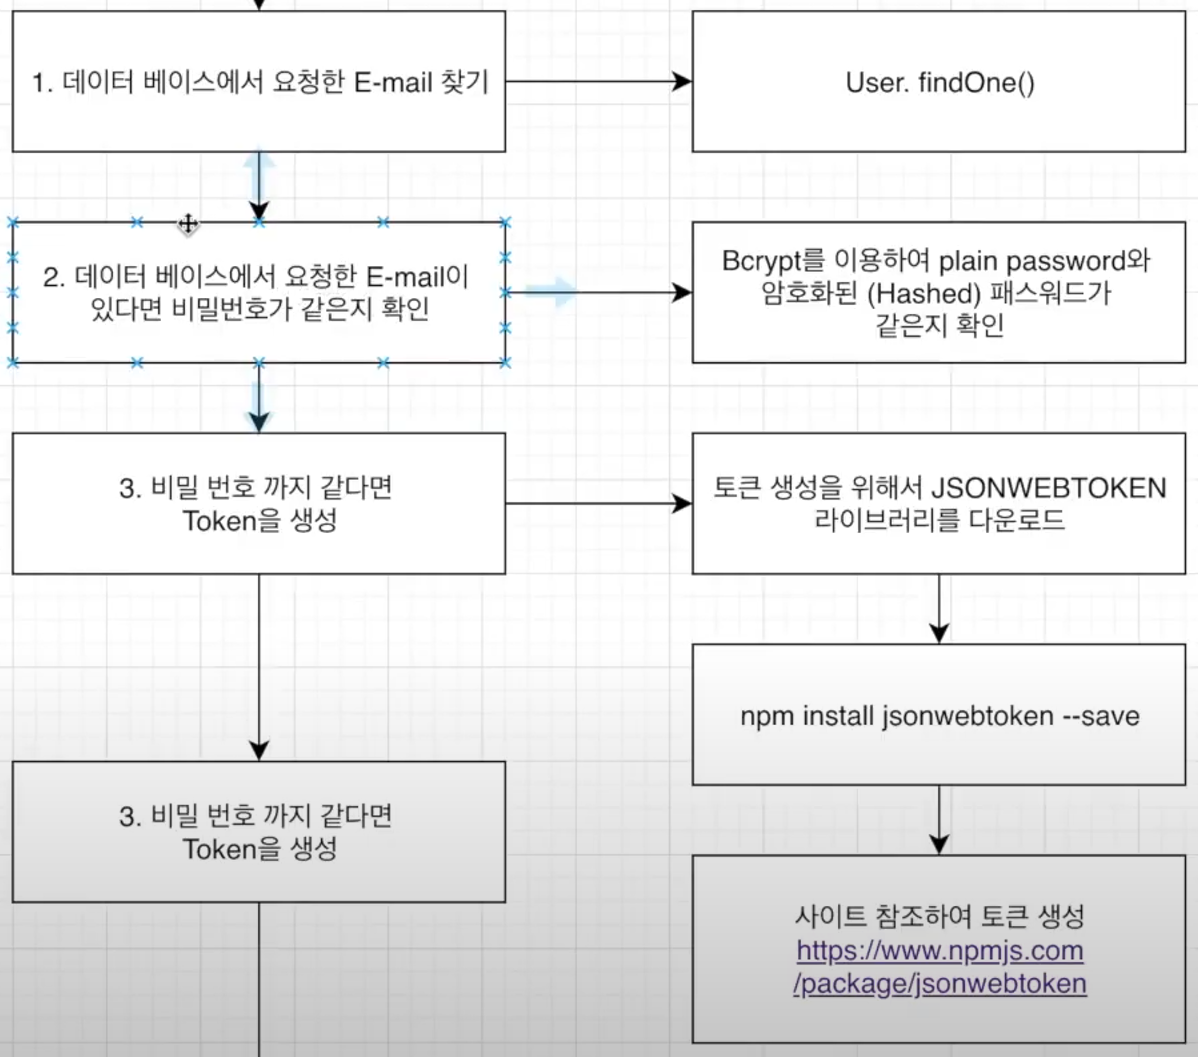 1. 데이터 베이스에서 요청한 E-mail 찾기
User. findOne()
2. 데이터 베이스에서 요청한 E-mail이
있다면 비밀번호가 같은지 확인
Bcrypt를 이용하여 plain password와
암호화된 (Hashed) 패스워드가
같은지 확인
3. 비밀 번호 까지 같다면
Token을 생성
토큰 생성을 위해서 JSONWEBTOKEN
라이브러리를 다운로드
npm install jsonwebtoken --save
3. 비밀 번호 까지 같다면
Token을 생성
사이트 참조하여 토큰 생성
https://www.npmjs.com
/package/jsonwebtoken